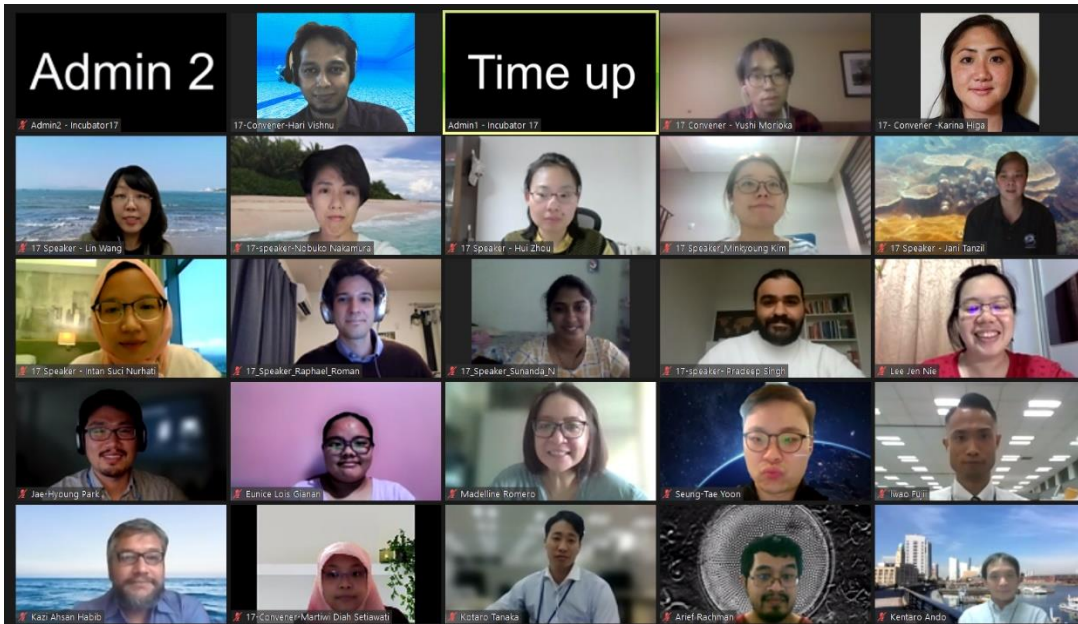 Admin 2
Admin2 - Incubator17
17-Convener-Hari Vishnu
Time up
Admin1 - Incubator 17
17 Convener - Yushi Morioka
17- Convener -Karina Higa
17 Speaker - Lin Wang
17-speaker-Nobuko Nakamura
17 Speaker - Hui Zhou
17 Speaker_Minkyoung Kim
17 Speaker - Jani Tanzil
17 Speaker - Intan Suci Nurhati
17_Speaker_Raphael_Roman
17_Speaker_Sunanda_N
17-speaker- Pradeep Singh
Lee Jen Nie
Jae-Hyoung Park
Eunice Lois Gianan
Madelline Romero
Seung-Tae Yoon
Iwao Fujii
Kazi Ahsan Habib
17-Convener-Martiwi Diah Setiawati
Kotaro Tanaka
Arief Rachman
Kentaro Ando